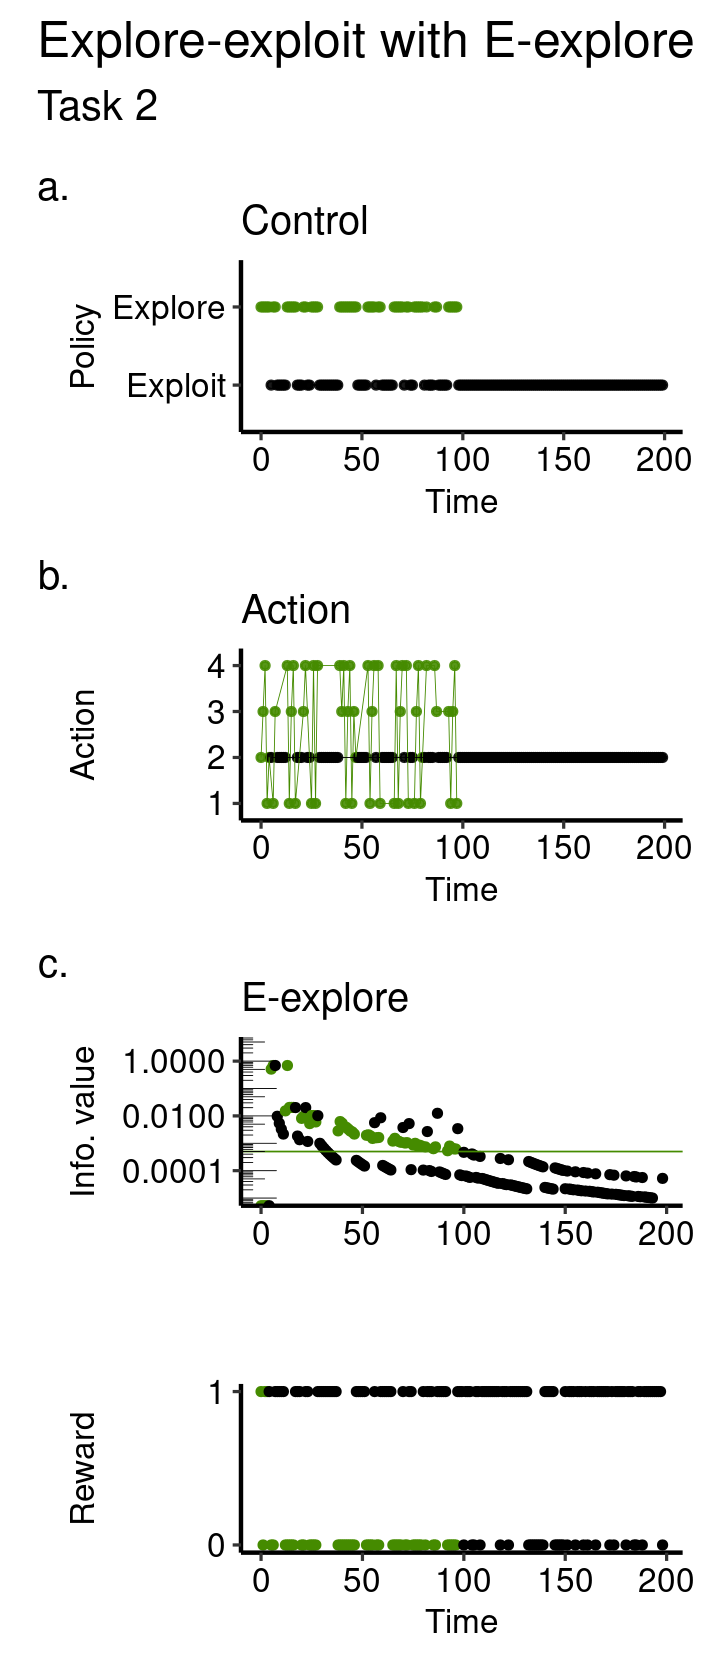 Explore-exploit with E-explore
Task 2
a.
Control
Policy
Explore
Exploit
0 50 100 150 200
Time
b.
Action
Action
4
3
2
1
0 50 100 150 200
Time
c.
E-explore
Info. value
1.0000
0.0100
0.0001
0 50 100 150 200
Reward
1
0
0 50 100 150 200
Time